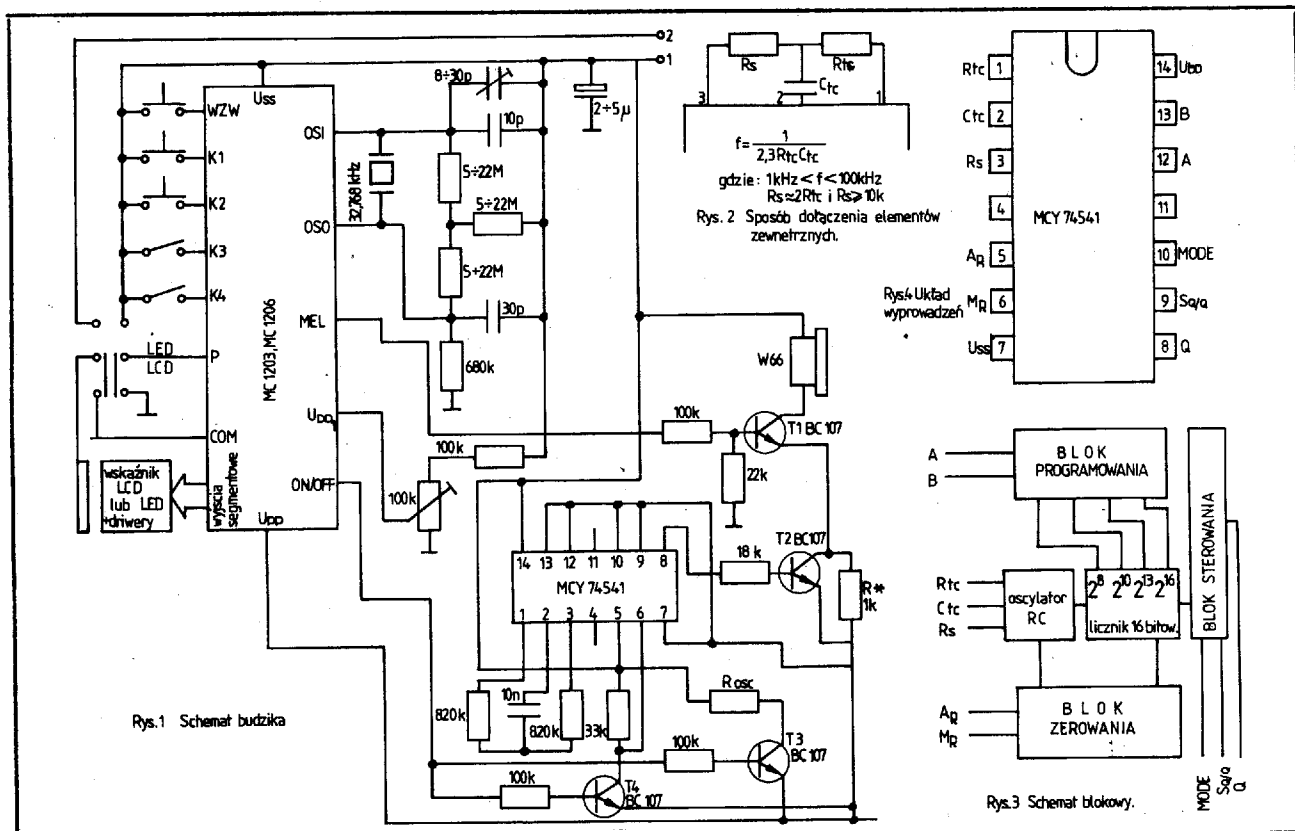 2
1
Uss
WZW
K1
K2
K3
K4
LED
P
LCD
COM
wskaźnik
LCD
lub LED
+driwery
wyjścia
segmentowe
MC 1203, MC 1206
OSI
OSO
MEL
UDD1
ON/OFF
UDD
32,768 kHz
8÷30p
10p
2÷5µ
5÷22M
5÷22M
5÷22M
30p
680k
100k
100k
100k
22k
W66
T1 BC 107
T2 BC 107
18 k
R*
1k
14 13 12 11 10 9 8
MCY 74541
1 2 3 4 5 6 7
820k
10n
820k
33k
R osc
100k
T3
BC 107
100k
T4
BC 107
Rys.1 Schemat budzika
Rs
Rtc
Ctc
3
2
1
f= 1
2,3RtcCtc
gdzie: 1kHz < f < 100kHz
Rs≈2Rtc i Rs⩾10k
Rys. 2 Sposób dołączenia elementów
zewnetrznych.
Rtc 1
Ctc 2
Rs 3
4
AR 5
MR 6
Uss 7
MCY 74541
14 UDD
13 B
12 A
11
10 MODE
9 SQ/Q
8 Q
Rys.4 Układ
wyprowadzeń
A
B
BLOK
PROGRAMOWANIA
Rtc
Ctc
Rs
oscylator
RC
2⁸ 2¹⁰ 2¹³ 2¹⁶
licznik 16 bitow.
BLOK STEROWANIA
AR
MR
BLOK
ZEROWANIA
MODE
SQ/Q
Q
Rys.3 Schemat blokowy.